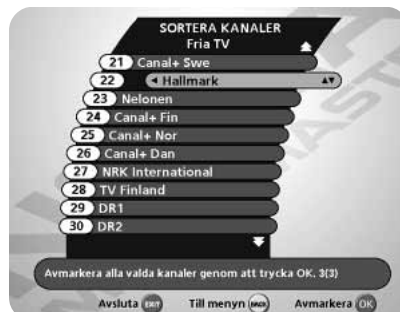 SORTERA KANALER
Fria TV
21 Canal+ Swe
22 Hallmark
23 Nelonen
24 Canal+ Fin
25 Canal+ Nor
26 Canal+ Dan
27 NRK International
28 TV Finland
29 DR1
30 DR2
Avmarkera alla valda kanaler genom att trycka OK. 3(3)
Avsluta EXIT Till menyn BACK Avmarkera OK